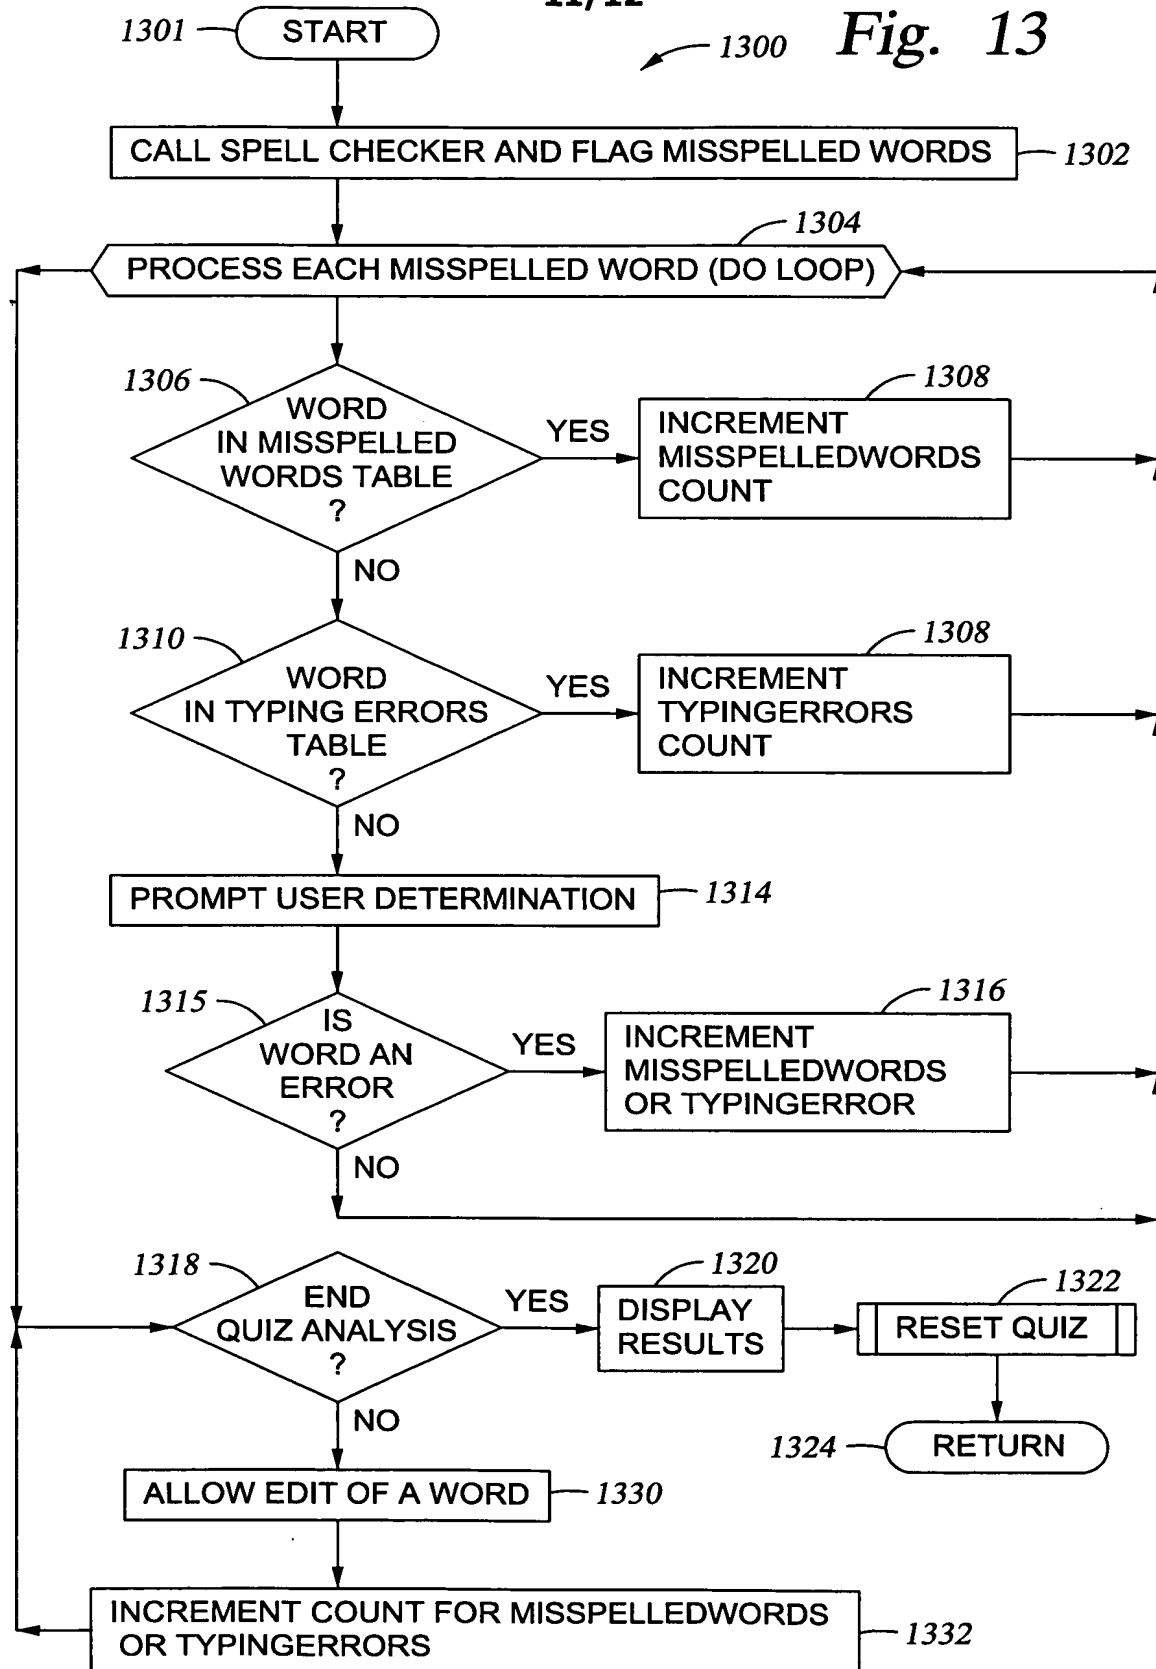 11/12
1301 START
1300 Fig. 13
CALL SPELL CHECKER AND FLAG MISSPELLED WORDS 1302
1304
PROCESS EACH MISSPELLED WORD (DO LOOP)
1306
WORD
IN MISSPELLED
WORDS TABLE
?
YES
1308
INCREMENT
MISSPELLEDWORDS
COUNT
NO
1310
WORD
IN TYPING ERRORS
TABLE
?
YES
1308
INCREMENT
TYPINGERRORS
COUNT
NO
PROMPT USER DETERMINATION 1314
1315
IS
WORD AN
ERROR
?
YES
1316
INCREMENT
MISSPELLEDWORDS
OR TYPINGERROR
NO
1318
END
QUIZ ANALYSIS
?
YES
1320
DISPLAY
RESULTS
1322
RESET QUIZ
1324 RETURN
NO
ALLOW EDIT OF A WORD 1330
INCREMENT COUNT FOR MISSPELLEDWORDS
OR TYPINGERRORS
1332